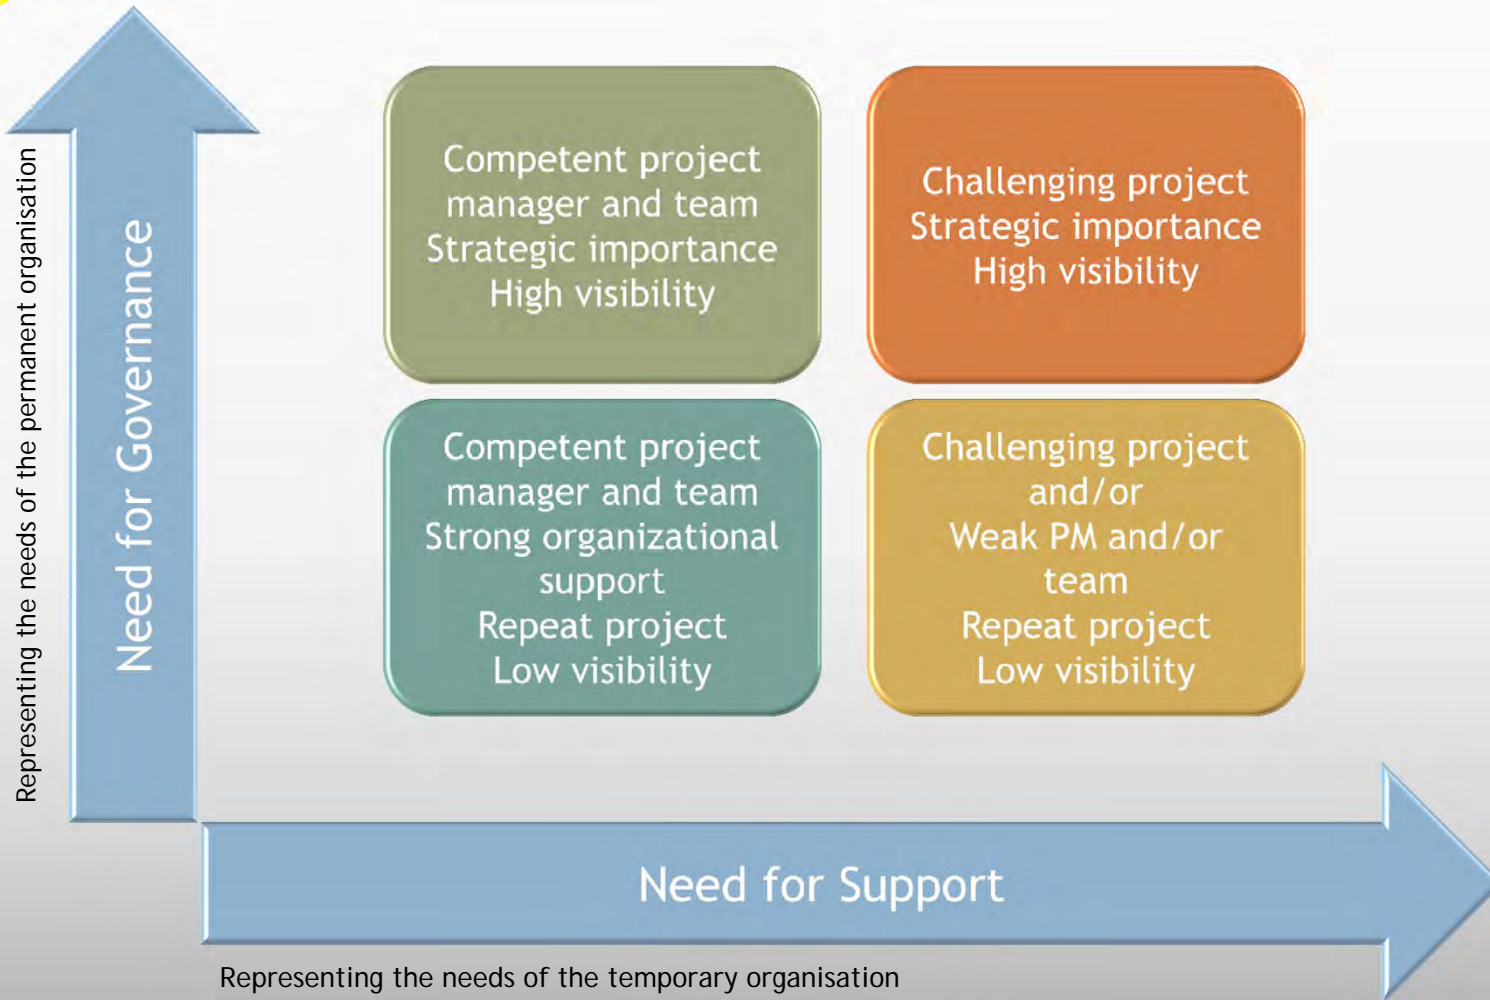 Representing the needs of the permanent organisation
Need for Governance
Competent project
manager and team
Strategic importance
High visibility
Challenging project
Strategic importance
High visibility
Competent project
manager and team
Strong organizational
support
Repeat project
Low visibility
Challenging project
and/or
Weak PM and/or
team
Repeat project
Low visibility
Need for Support
Representing the needs of the temporary organisation